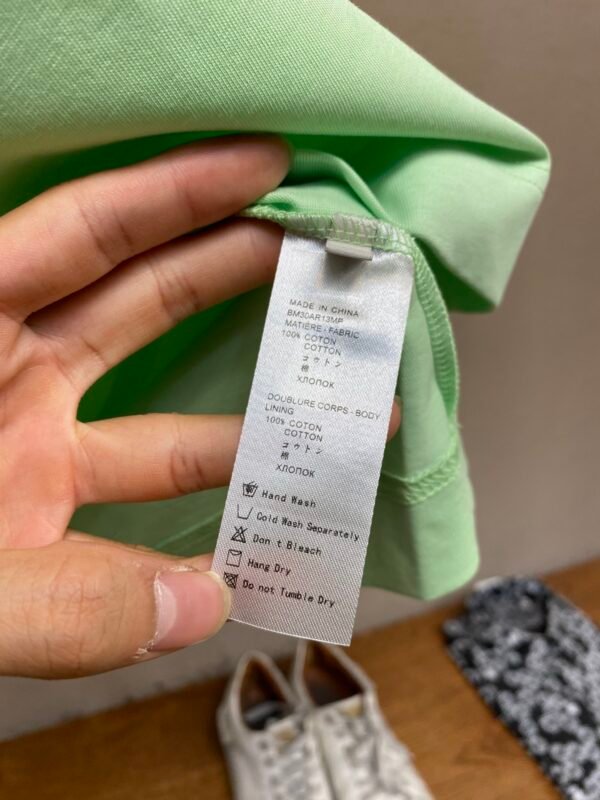 MADE IN CHINA
BM30AR13MP
MATIÈRE - FABRIC
100% COTON
COTTON
コウトン
棉
ХЛОПОК
DOUBLURE CORPS - BODY
LINING
100% COTON
COTTON
コウトン
棉
ХЛОПОК
Hand Wash
Cold Wash Separately
Don t Bleach
Hang Dry
Do not Tumble Dry